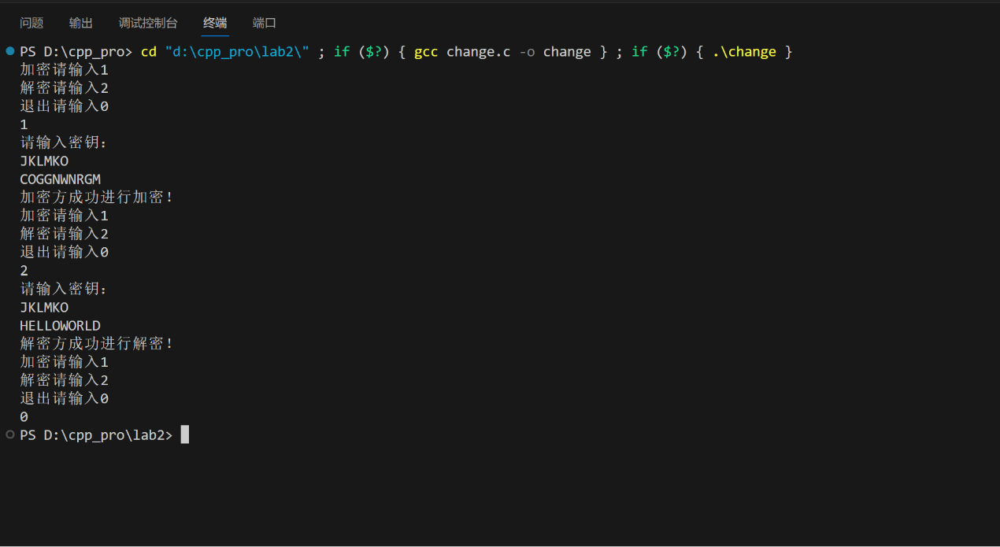 问题 输出 调试控制台 终端 端口
PS D:\cpp_pro> cd "d:\cpp_pro\lab2\" ; if ($?) { gcc change.c -o change } ; if ($?) { .\change }
加密请输入1
解密请输入2
退出请输入0
1
请输入密钥:
JKLMKO
COGGNWNRGM
加密方成功进行加密!
加密请输入1
解密请输入2
退出请输入0
2
请输入密钥:
JKLMKO
HELLOWORLD
解密方成功进行解密!
加密请输入1
解密请输入2
退出请输入0
0
PS D:\cpp_pro\lab2>